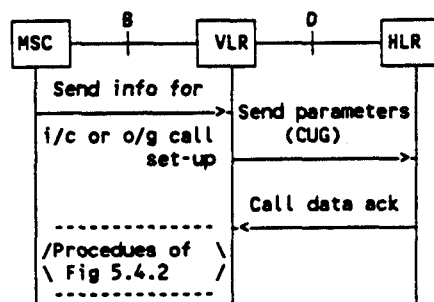 B D
MSC VLR HLR
Send info for
i/c or o/g call
set-up
Send parameters
(CUG)
Call data ack
/Procedues of \
\ Fig 5.4.2 /